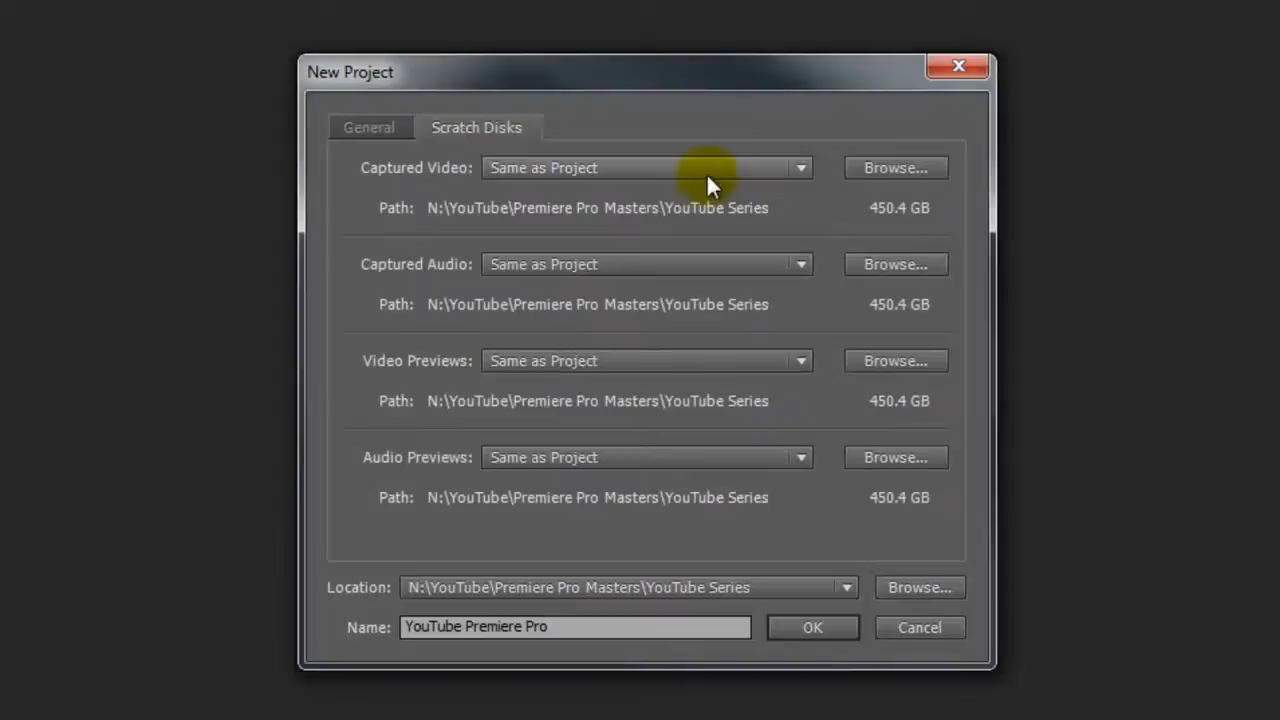 New Project
General Scratch Disks
Captured Video: Same as Project Browse...
Path: N:\YouTube\Premiere Pro Masters\YouTube Series 450.4 GB
Captured Audio: Same as Project Browse...
Path: N:\YouTube\Premiere Pro Masters\YouTube Series 450.4 GB
Video Previews: Same as Project Browse...
Path: N:\YouTube\Premiere Pro Masters\YouTube Series 450.4 GB
Audio Previews: Same as Project Browse...
Path: N:\YouTube\Premiere Pro Masters\YouTube Series 450.4 GB
Location: N:\YouTube\Premiere Pro Masters\YouTube Series Browse...
Name: YouTube Premiere Pro OK Cancel